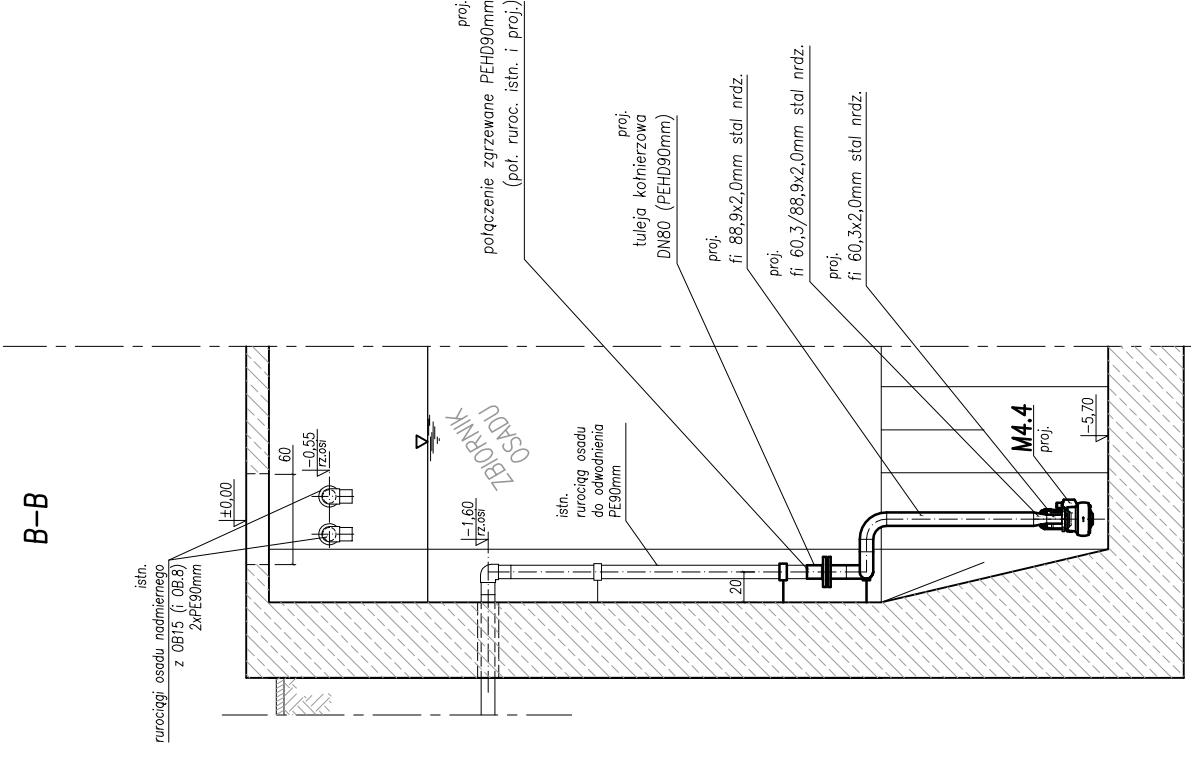 B-B
istn.
rurociągi osadu nadmiernego
z OB15 (i OB.8)
2xPE90mm
±0,00
60
-0,55
rz.osi
ZBIORNIK
OSADU
-1,60
rz.osi
istn.
rurociąg osadu
do odwodnienia
PE90mm
20
proj.
połączenie zgrzewane PEHD90mm
(poł. ruroc. istn. i proj.)
proj.
tuleja kołnierzowa
DN80 (PEHD90mm)
proj.
fi 88,9x2,0mm stal nrdz.
proj.
fi 60,3/88,9x2,0mm stal nrdz.
proj.
fi 60,3x2,0mm stal nrdz.
M4.4
proj.
-5,70